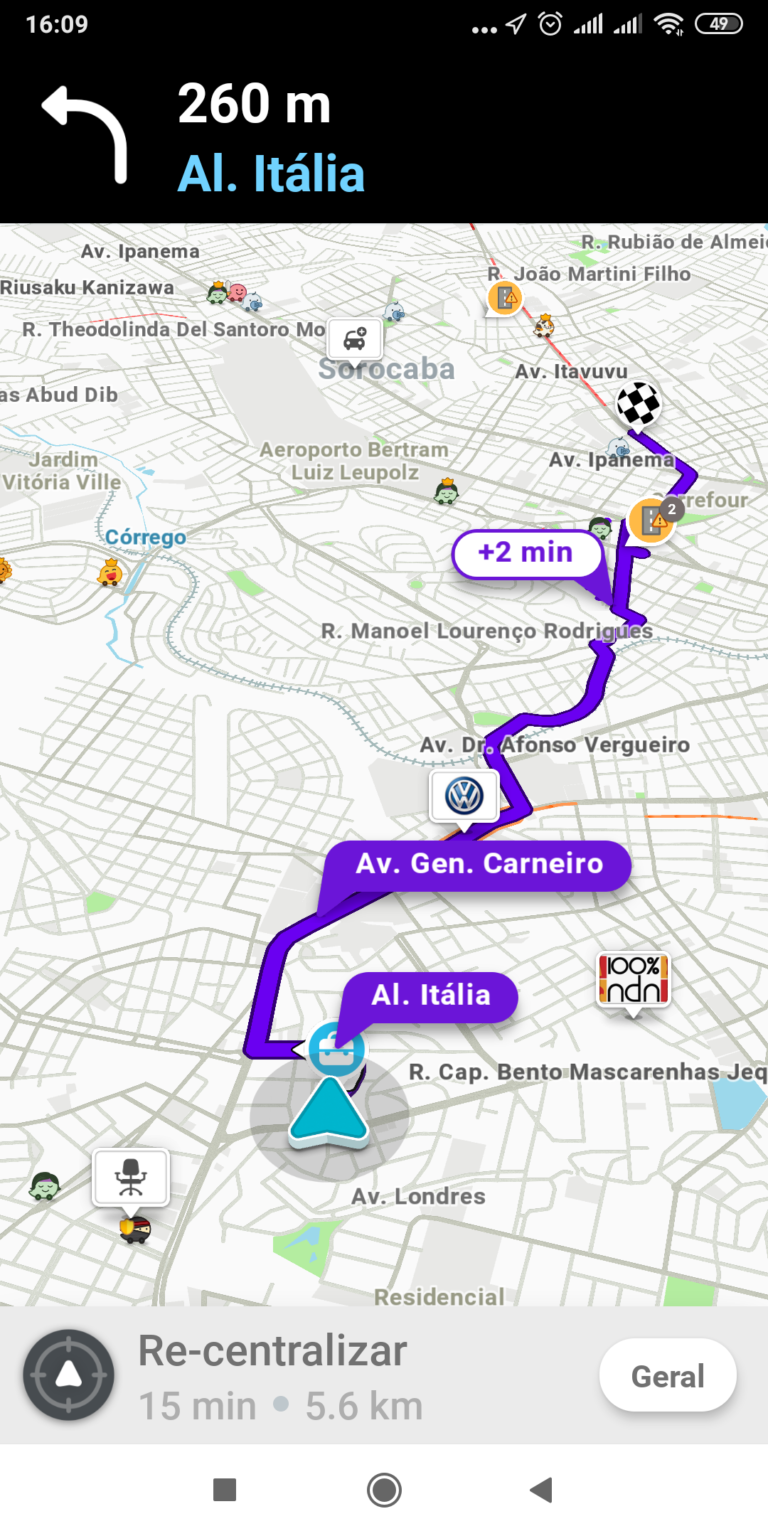 16:09
49
260 m
Al. Itália
R. Rubião de Almei
Av. Ipanema
R. João Martini Filho
Riusaku Kanizawa
R. Theodolinda Del Santoro Mo
Sorocaba
Av. Itavuvu
as Abud Dib
Aeroporto Bertram
Luiz Leupolz
Jardim
Vitória Ville
Av. Ipanema
Carrefour
2
Córrego
+2 min
R. Manoel Lourenço Rodrigues
Av. Dr. Afonso Vergueiro
Av. Gen. Carneiro
100%
ndn
Al. Itália
R. Cap. Bento Mascarenhas Jeq
Av. Londres
Residencial
Re-centralizar
15 min • 5.6 km
Geral